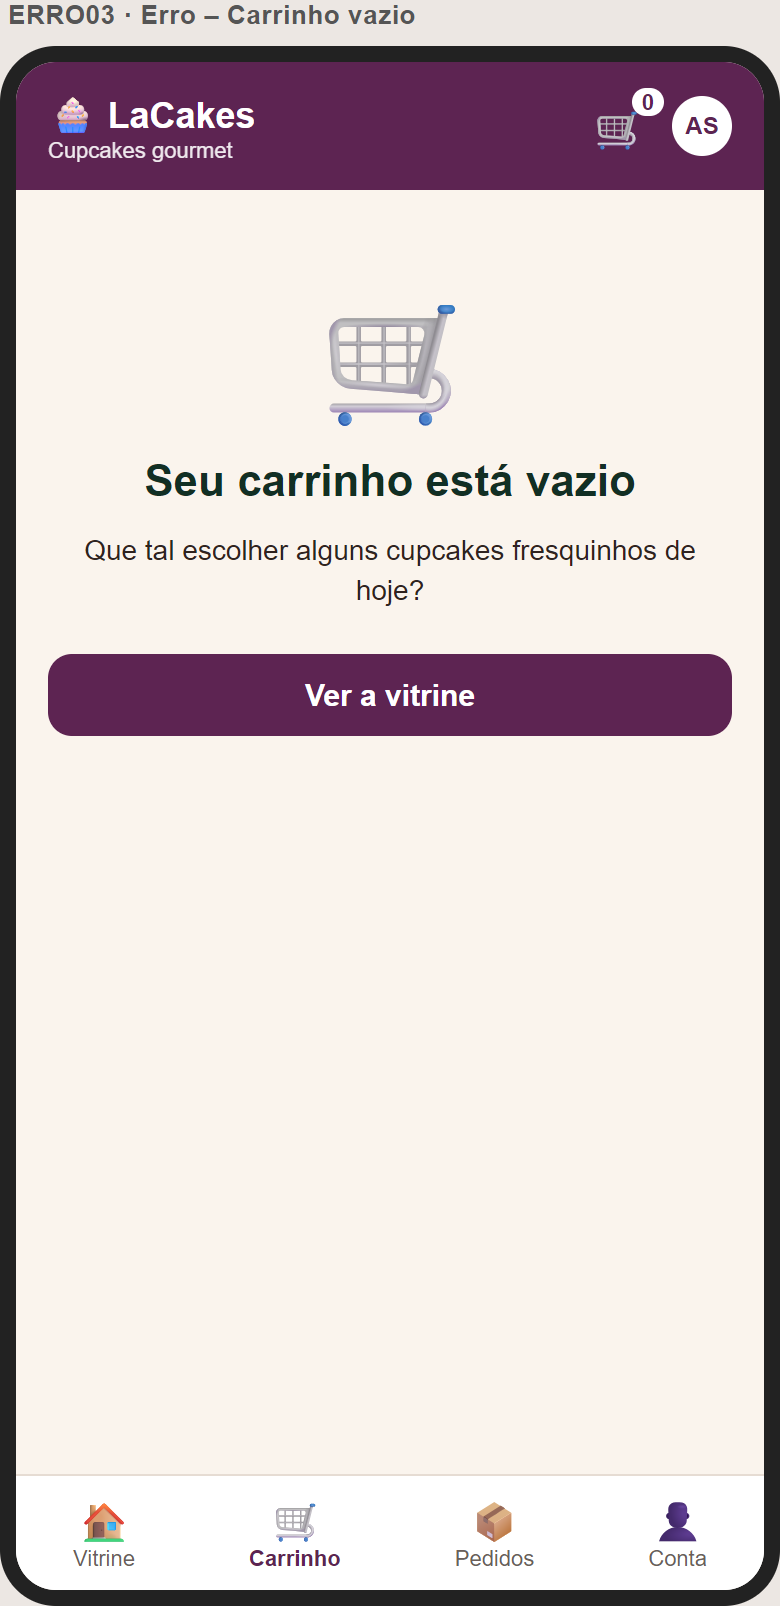 ERRO03 · Erro – Carrinho vazio
LaCakes
Cupcakes gourmet
0
AS
Seu carrinho está vazio
Que tal escolher alguns cupcakes fresquinhos de
hoje?
Ver a vitrine
Vitrine
Carrinho
Pedidos
Conta